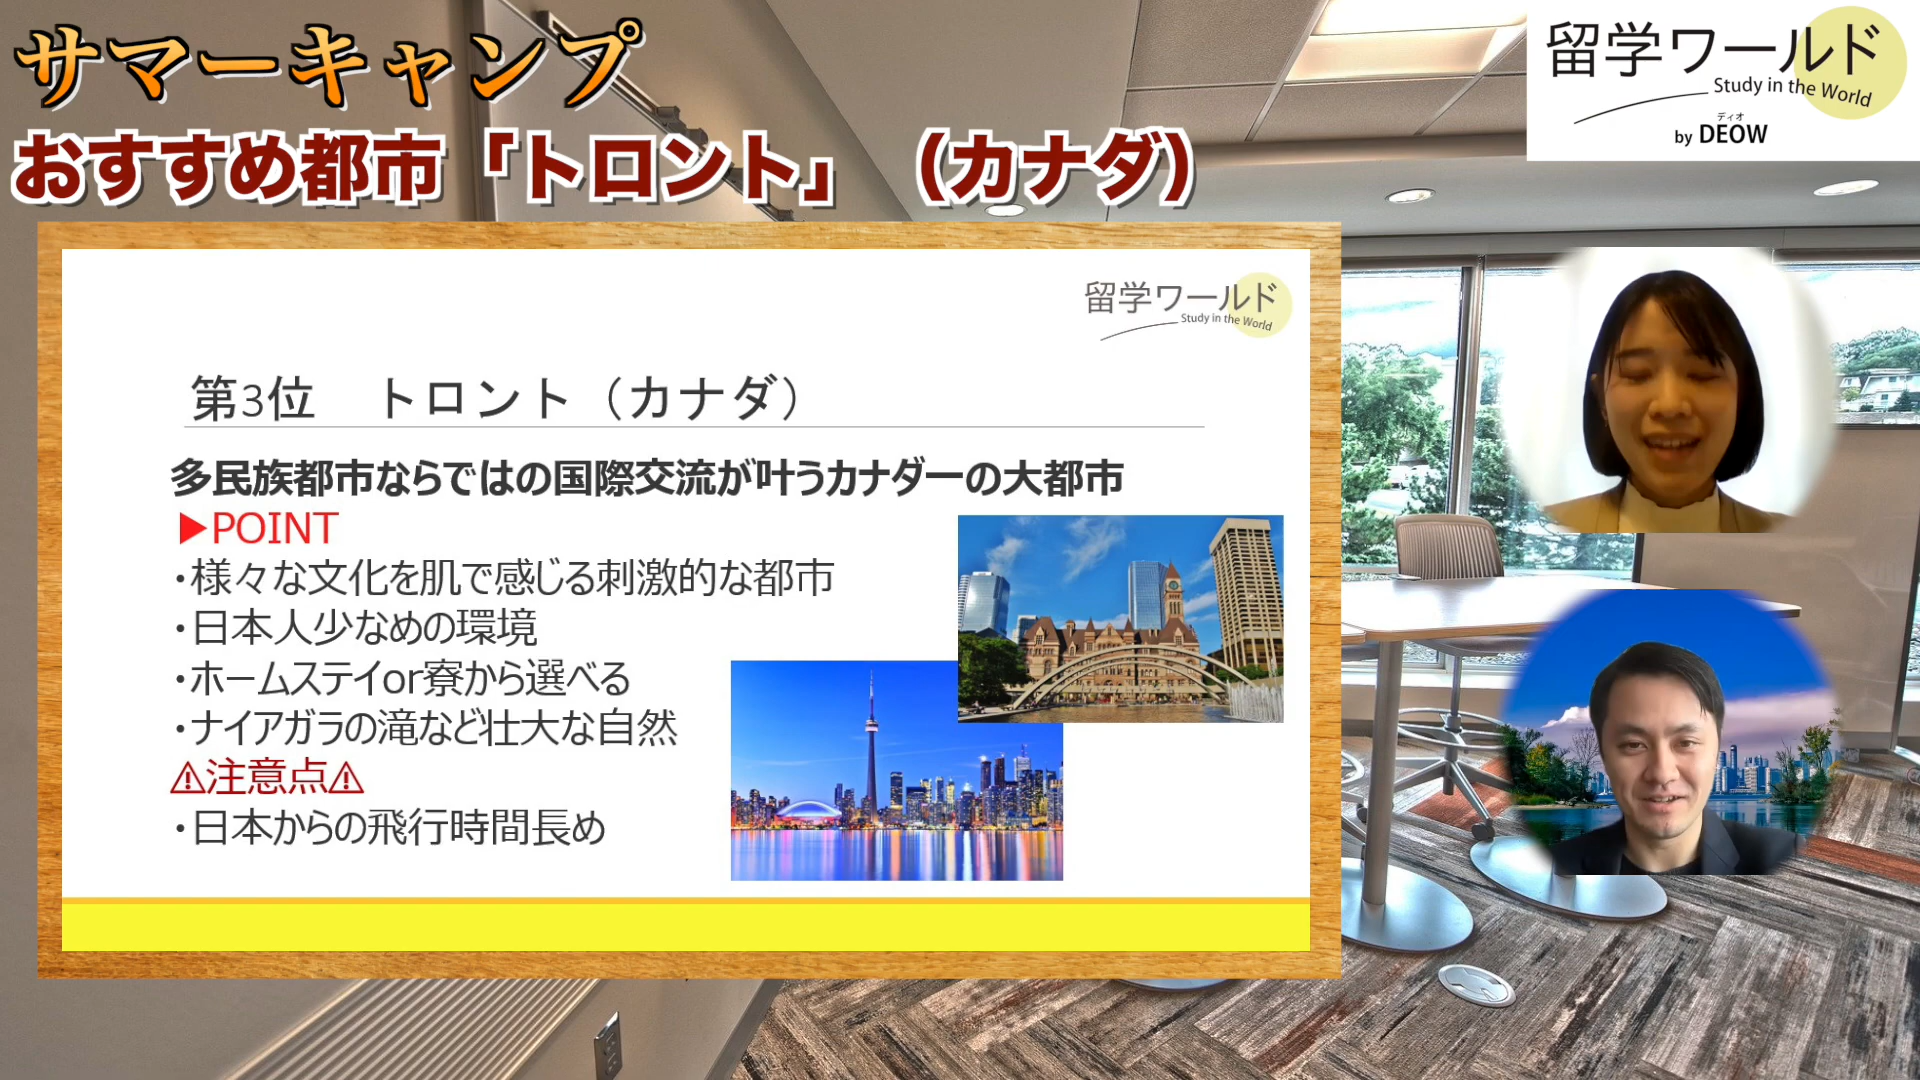 サマーキャンプ
おすすめ都市「トロント」（カナダ）
留学ワールド
Study in the World
ディオ
by DEOW
留学ワールド
Study in the World
第3位　トロント（カナダ）
多民族都市ならではの国際交流が叶うカナダ一の大都市
▶POINT
・様々な文化を肌で感じる刺激的な都市
・日本人少なめの環境
・ホームステイor寮から選べる
・ナイアガラの滝など壮大な自然
⚠注意点⚠
・日本からの飛行時間長め